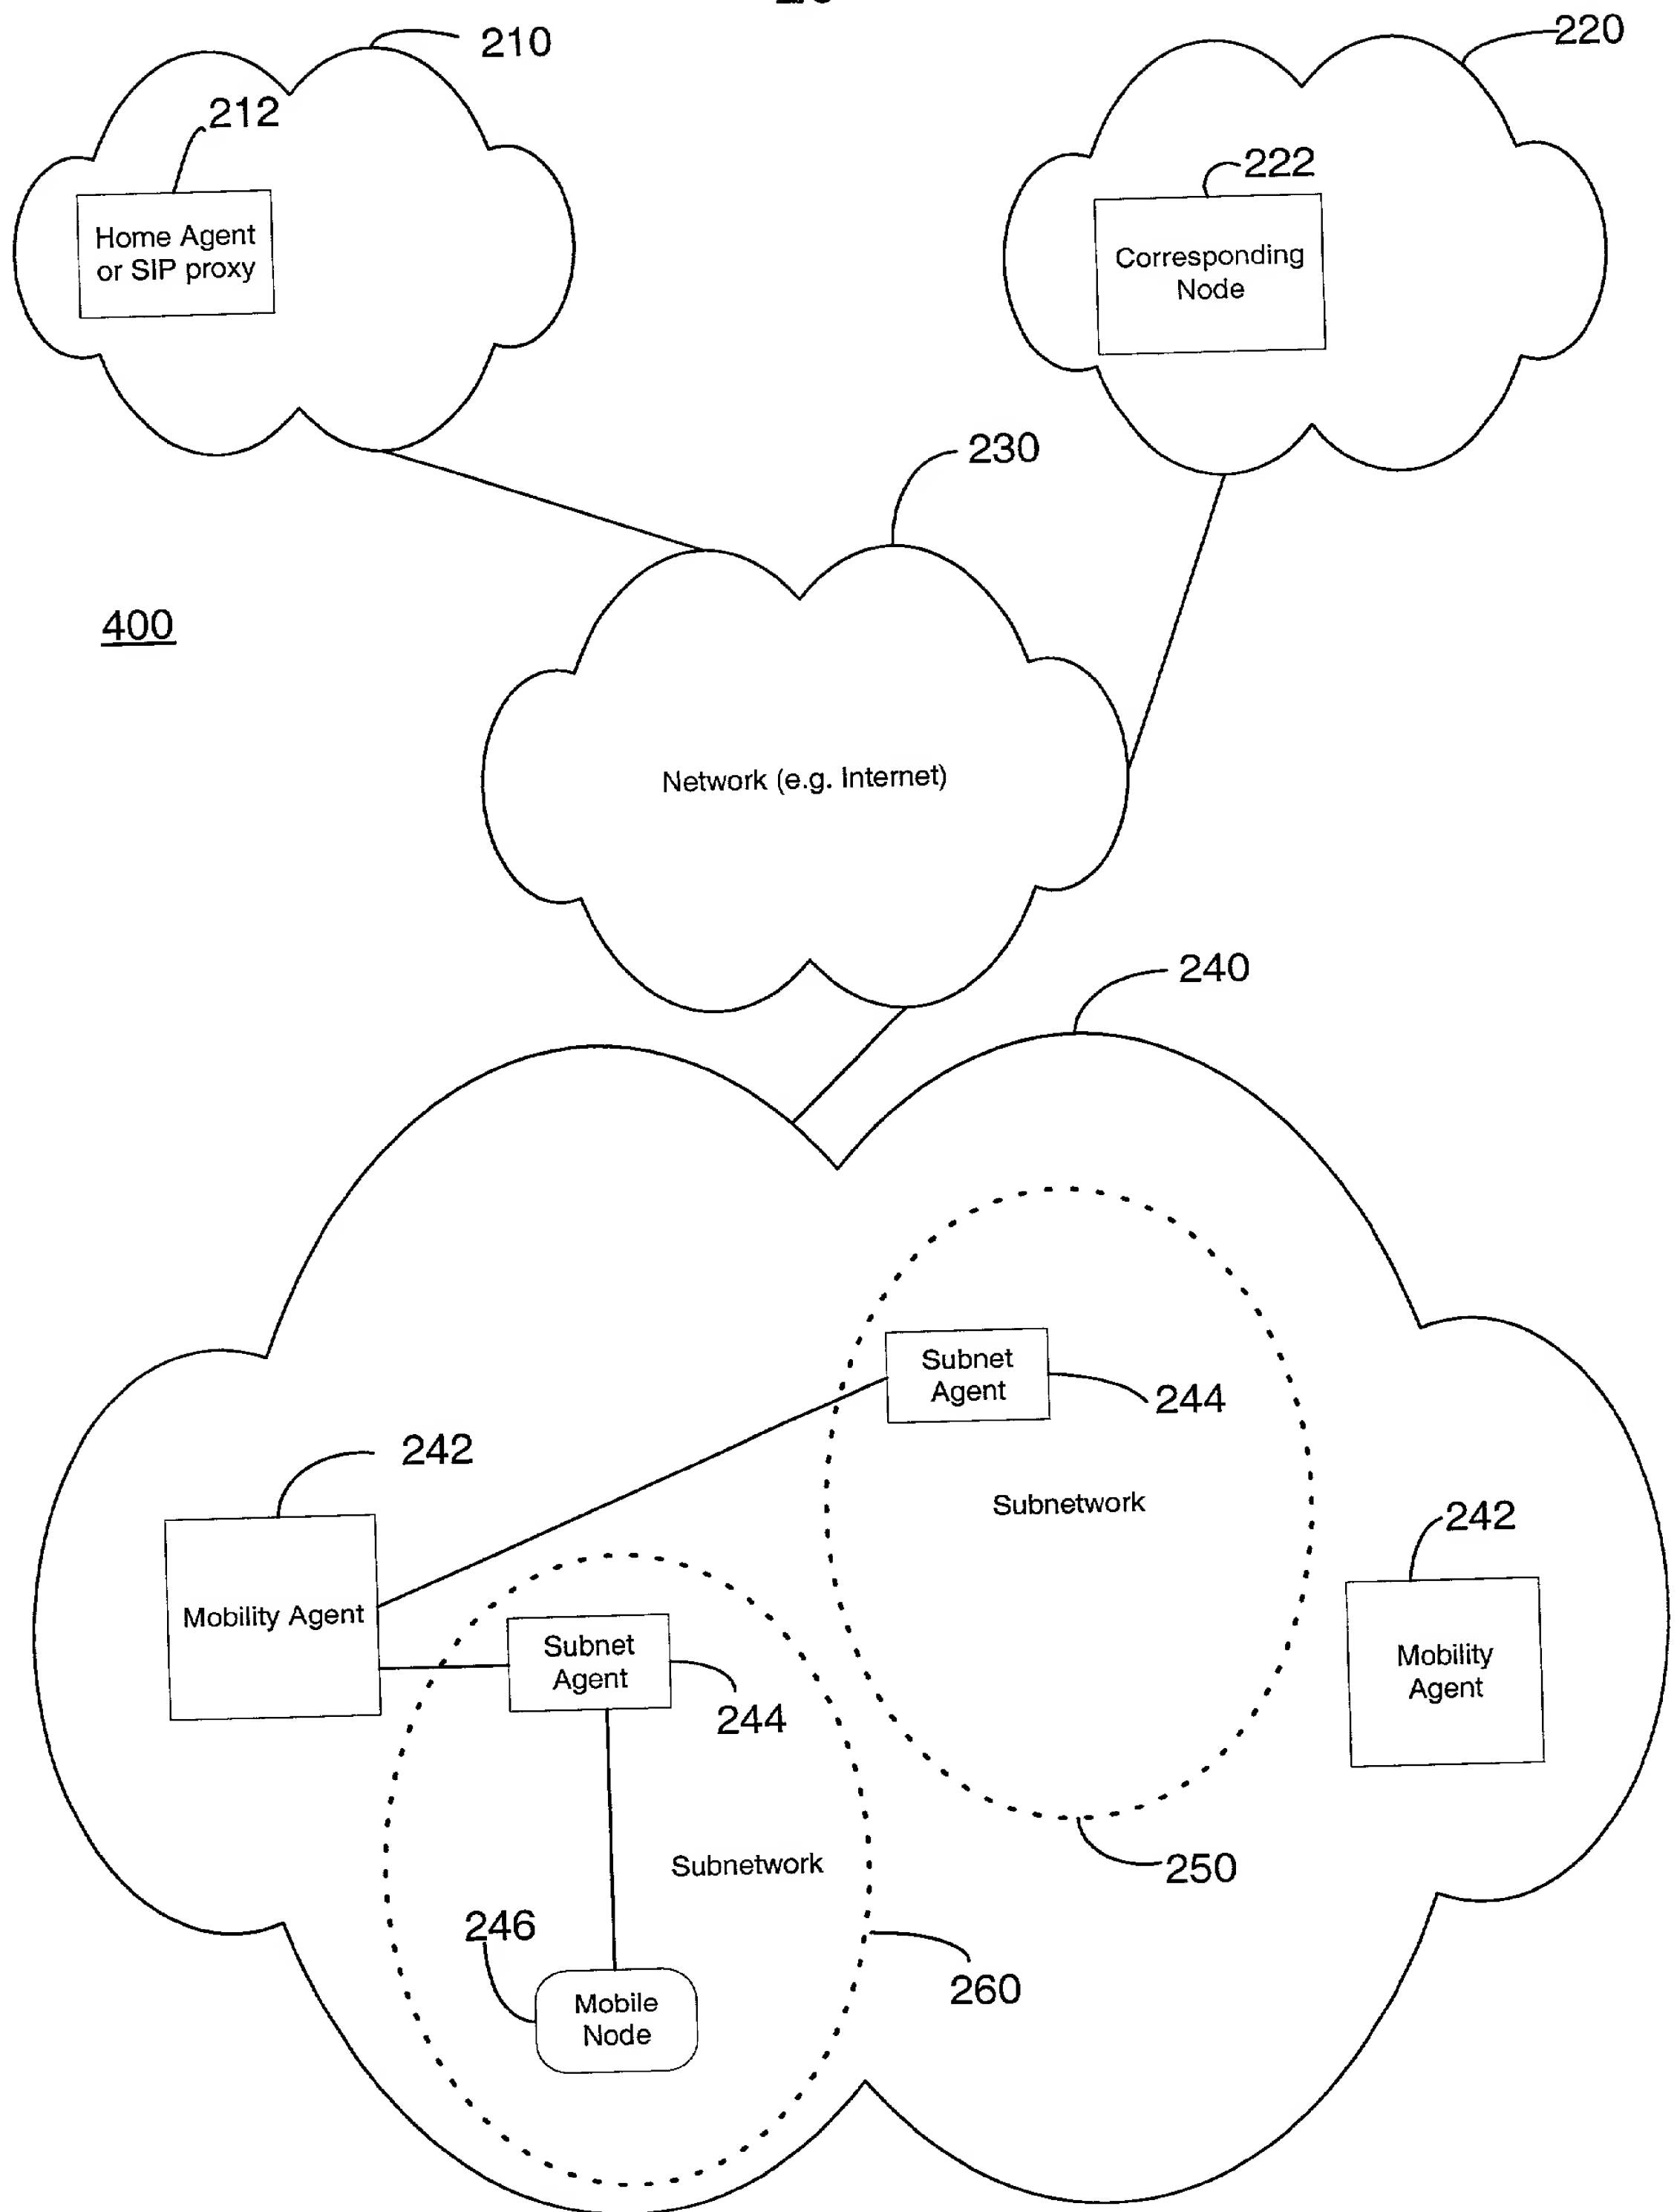 210
220
212
222
Home Agent
or SIP proxy
Corresponding
Node
230
400
Network (e.g. Internet)
240
Subnet
Agent
244
242
Subnetwork
242
Mobility Agent
Subnet
Agent
244
Mobility
Agent
Subnetwork
250
246
260
Mobile
Node